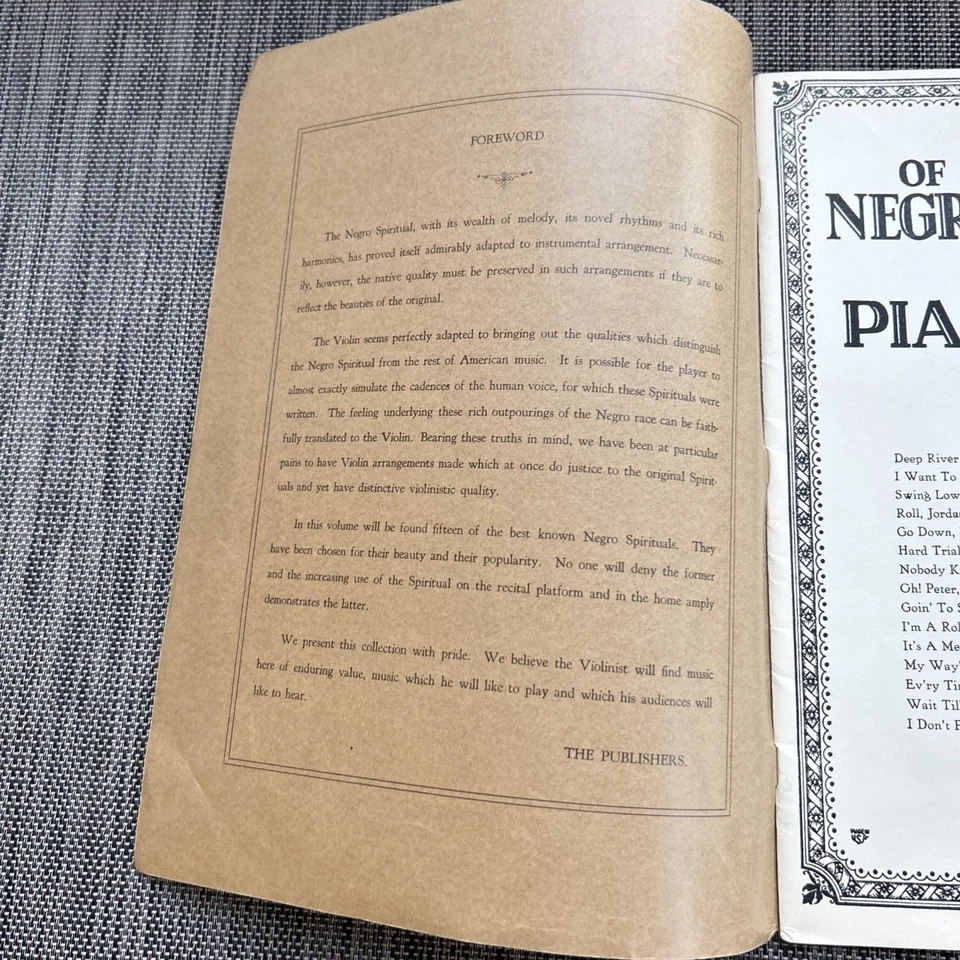 FOREWORD
The Negro Spiritual, with its wealth of melody, its novel rhythms and its rich
harmonies, has proved itself admirably adapted to instrumental arrangement. Necessar-
ily, however, the native quality must be preserved in such arrangements if they are to
reflect the beauties of the original.
The Violin seems perfectly adapted to bringing out the qualities which distinguish
the Negro Spiritual from the rest of American music. It is possible for the player to
almost exactly simulate the cadences of the human voice, for which these Spirituals were
written. The feeling underlying these rich outpourings of the Negro race can be faith-
fully translated to the Violin. Bearing these truths in mind, we have been at particular
pains to have Violin arrangements made which at once do justice to the original Spirit-
uals and yet have distinctive violinistic quality.
In this volume will be found fifteen of the best known Negro Spirituals. They
have been chosen for their beauty and their popularity. No one will deny the former
and the increasing use of the Spiritual on the recital platform and in the home amply
demonstrates the latter.
We present this collection with pride. We believe the Violinist will find music
here of enduring value, music which he will like to play and which his audiences will
like to hear.
THE PUBLISHERS.
OF
NEGR
PIA
Deep River
I Want To
Swing Low
Roll, Jorda
Go Down,
Hard Trial
Nobody K
Oh! Peter,
Goin' To S
I'm A Rol
It's A Me
My Way'
Ev'ry Tin
Wait Till
I Don't F
MADE IN
U.S.